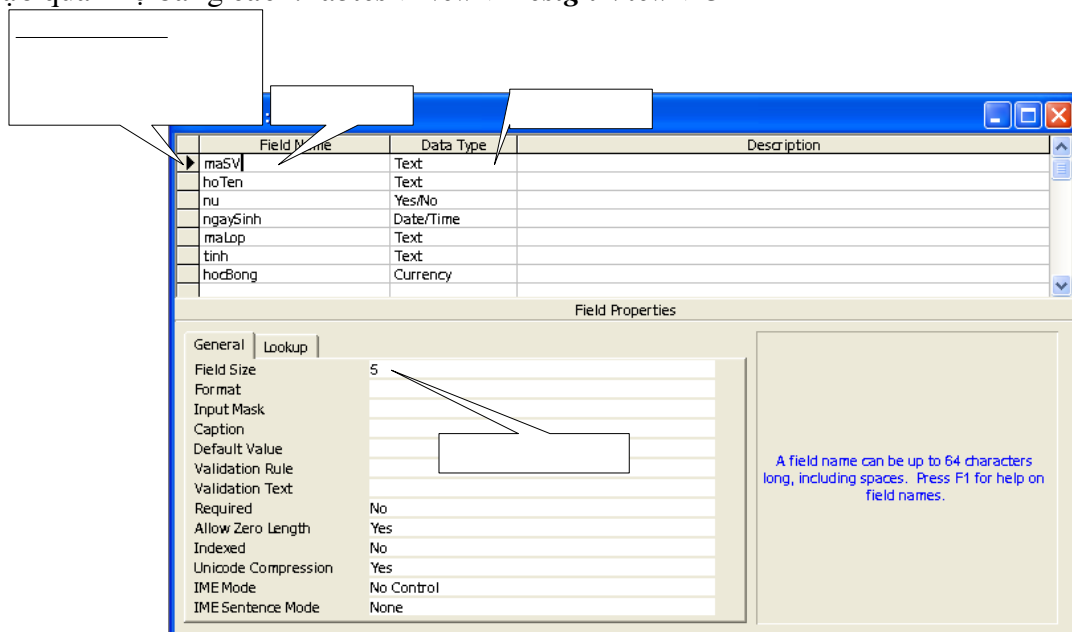 Field Name Data Type Description
maSV Text
hoTen Text
nu Yes/No
ngaySinh Date/Time
maLop Text
tinh Text
hocBong Currency
Field Properties
General Lookup
Field Size 5
Format
Input Mask
Caption
Default Value
Validation Rule
Validation Text
Required No
Allow Zero Length Yes
Indexed No
Unicode Compression Yes
IME Mode No Control
IME Sentence Mode None
A field name can be up to 64 characters
long, including spaces. Press F1 for help on
field names.